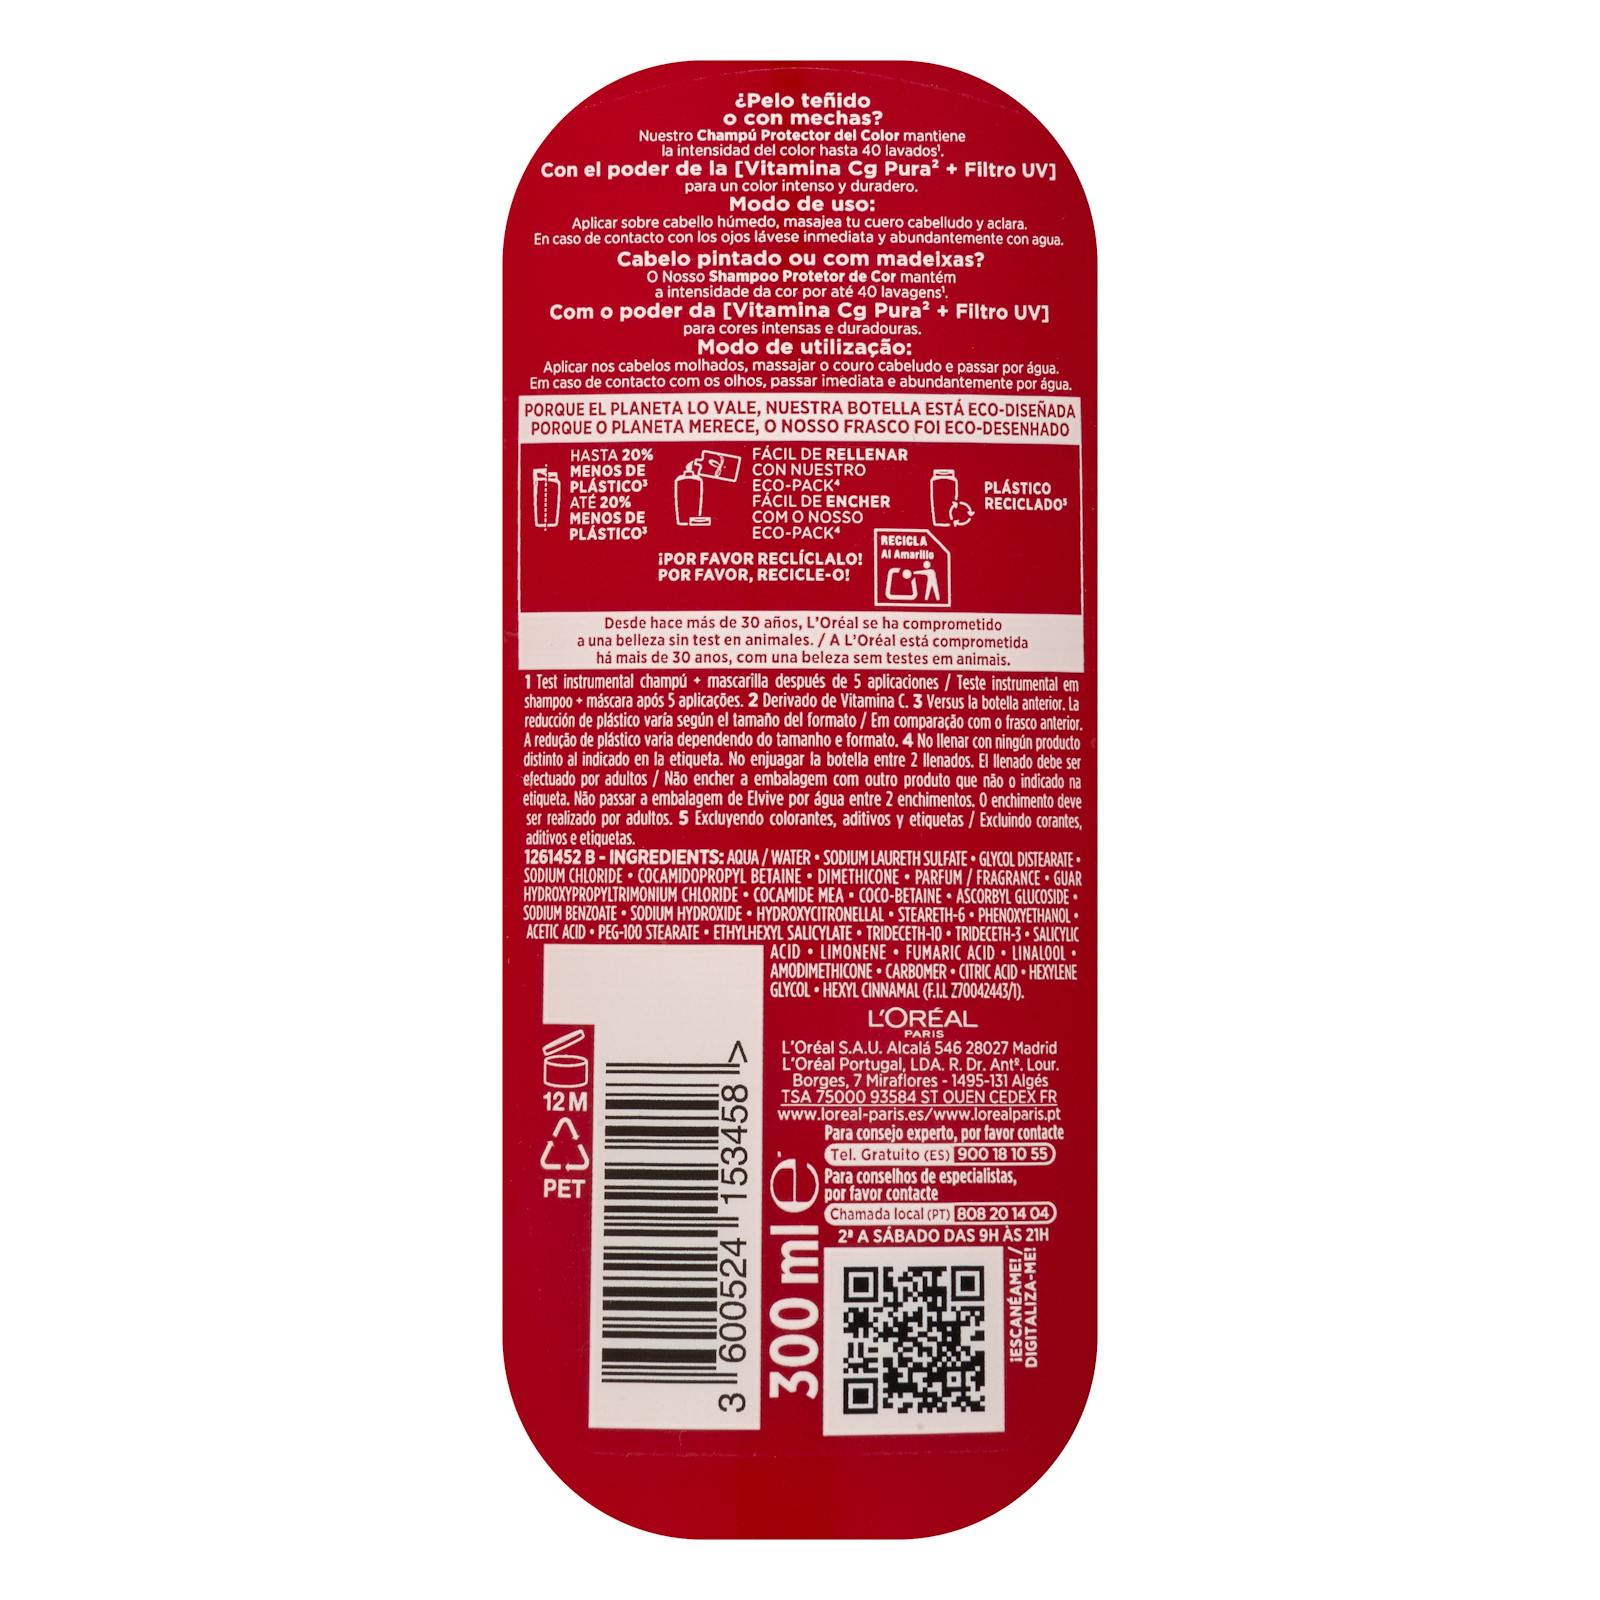 ¿Pelo teñido
o con mechas?
Nuestro Champú Protector del Color mantiene
la intensidad del color hasta 40 lavados¹.
Con el poder de la [Vitamina Cg Pura² + Filtro UV]
para un color intenso y duradero.
Modo de uso:
Aplicar sobre cabello húmedo, masajea tu cuero cabelludo y aclara.
En caso de contacto con los ojos lávese inmediata y abundantemente con agua.
Cabelo pintado ou com madeixas?
O Nosso Shampoo Protetor de Cor mantém
a intensidade da cor por até 40 lavagens¹.
Com o poder da [Vitamina Cg Pura² + Filtro UV]
para cores intensas e duradouras.
Modo de utilização:
Aplicar nos cabelos molhados, massajar o couro cabeludo e passar por água.
Em caso de contacto com os olhos, passar imediata e abundantemente por água.
PORQUE EL PLANETA LO VALE, NUESTRA BOTELLA ESTÁ ECO-DISEÑADA
PORQUE O PLANETA MERECE, O NOSSO FRASCO FOI ECO-DESENHADO
HASTA 20%
MENOS DE
PLÁSTICO³
ATÉ 20%
MENOS DE
PLÁSTICO³
FÁCIL DE RELLENAR
CON NUESTRO
ECO-PACK⁴
FÁCIL DE ENCHER
COM O NOSSO
ECO-PACK⁴
PLÁSTICO
RECICLADO⁵
¡POR FAVOR RECLÍCLALO!
POR FAVOR, RECICLE-O!
RECICLA
Al Amarillo
Desde hace más de 30 años, L'Oréal se ha comprometido
a una belleza sin test en animales. / A L'Oréal está comprometida
há mais de 30 anos, com una beleza sem testes em animais.
1 Test instrumental champú + mascarilla después de 5 aplicaciones / Teste instrumental em
shampoo + máscara após 5 aplicações. 2 Derivado de Vitamina C. 3 Versus la botella anterior. La
reducción de plástico varía según el tamaño del formato / Em comparação com o frasco anterior.
A redução de plástico varia dependendo do tamanho e formato. 4 No llenar con ningún producto
distinto al indicado en la etiqueta. No enjuagar la botella entre 2 llenados. El llenado debe ser
efectuado por adultos / Não encher a embalagem com outro produto que não o indicado na
etiqueta. Não passar a embalagem de Elvive por água entre 2 enchimentos. O enchimento deve
ser realizado por adultos. 5 Excluyendo colorantes, aditivos y etiquetas / Excluindo corantes,
aditivos e etiquetas.
1261452 B - INGREDIENTS: AQUA / WATER • SODIUM LAURETH SULFATE • GLYCOL DISTEARATE •
SODIUM CHLORIDE • COCAMIDOPROPYL BETAINE • DIMETHICONE • PARFUM / FRAGRANCE • GUAR
HYDROXYPROPYLTRIMONIUM CHLORIDE • COCAMIDE MEA • COCO-BETAINE • ASCORBYL GLUCOSIDE •
SODIUM BENZOATE • SODIUM HYDROXIDE • HYDROXYCITRONELLAL • STEARETH-6 • PHENOXYETHANOL •
ACETIC ACID • PEG-100 STEARATE • ETHYLHEXYL SALICYLATE • TRIDECETH-10 • TRIDECETH-3 • SALICYLIC
ACID • LIMONENE • FUMARIC ACID • LINALOOL •
AMODIMETHICONE • CARBOMER • CITRIC ACID • HEXYLENE
GLYCOL • HEXYL CINNAMAL (F.I.L Z70042443/1).
L'ORÉAL
PARIS
L'Oréal S.A.U. Alcalá 546 28027 Madrid
L'Oréal Portugal, LDA. R. Dr. Antº. Lour.
Borges, 7 Miraflores - 1495-131 Algés
TSA 75000 93584 ST OUEN CEDEX FR
www.loreal-paris.es/www.lorealparis.pt
Para consejo experto, por favor contacte
Tel. Gratuito (ES) 900 18 10 55
Para conselhos de especialistas,
por favor contacte
Chamada local (PT) 808 20 14 04
2ª A SÁBADO DAS 9H ÀS 21H
12 M
PET
3 600524 153458 >
300 ml e
¡ESCANÉAME!/
DIGITALIZA-ME!